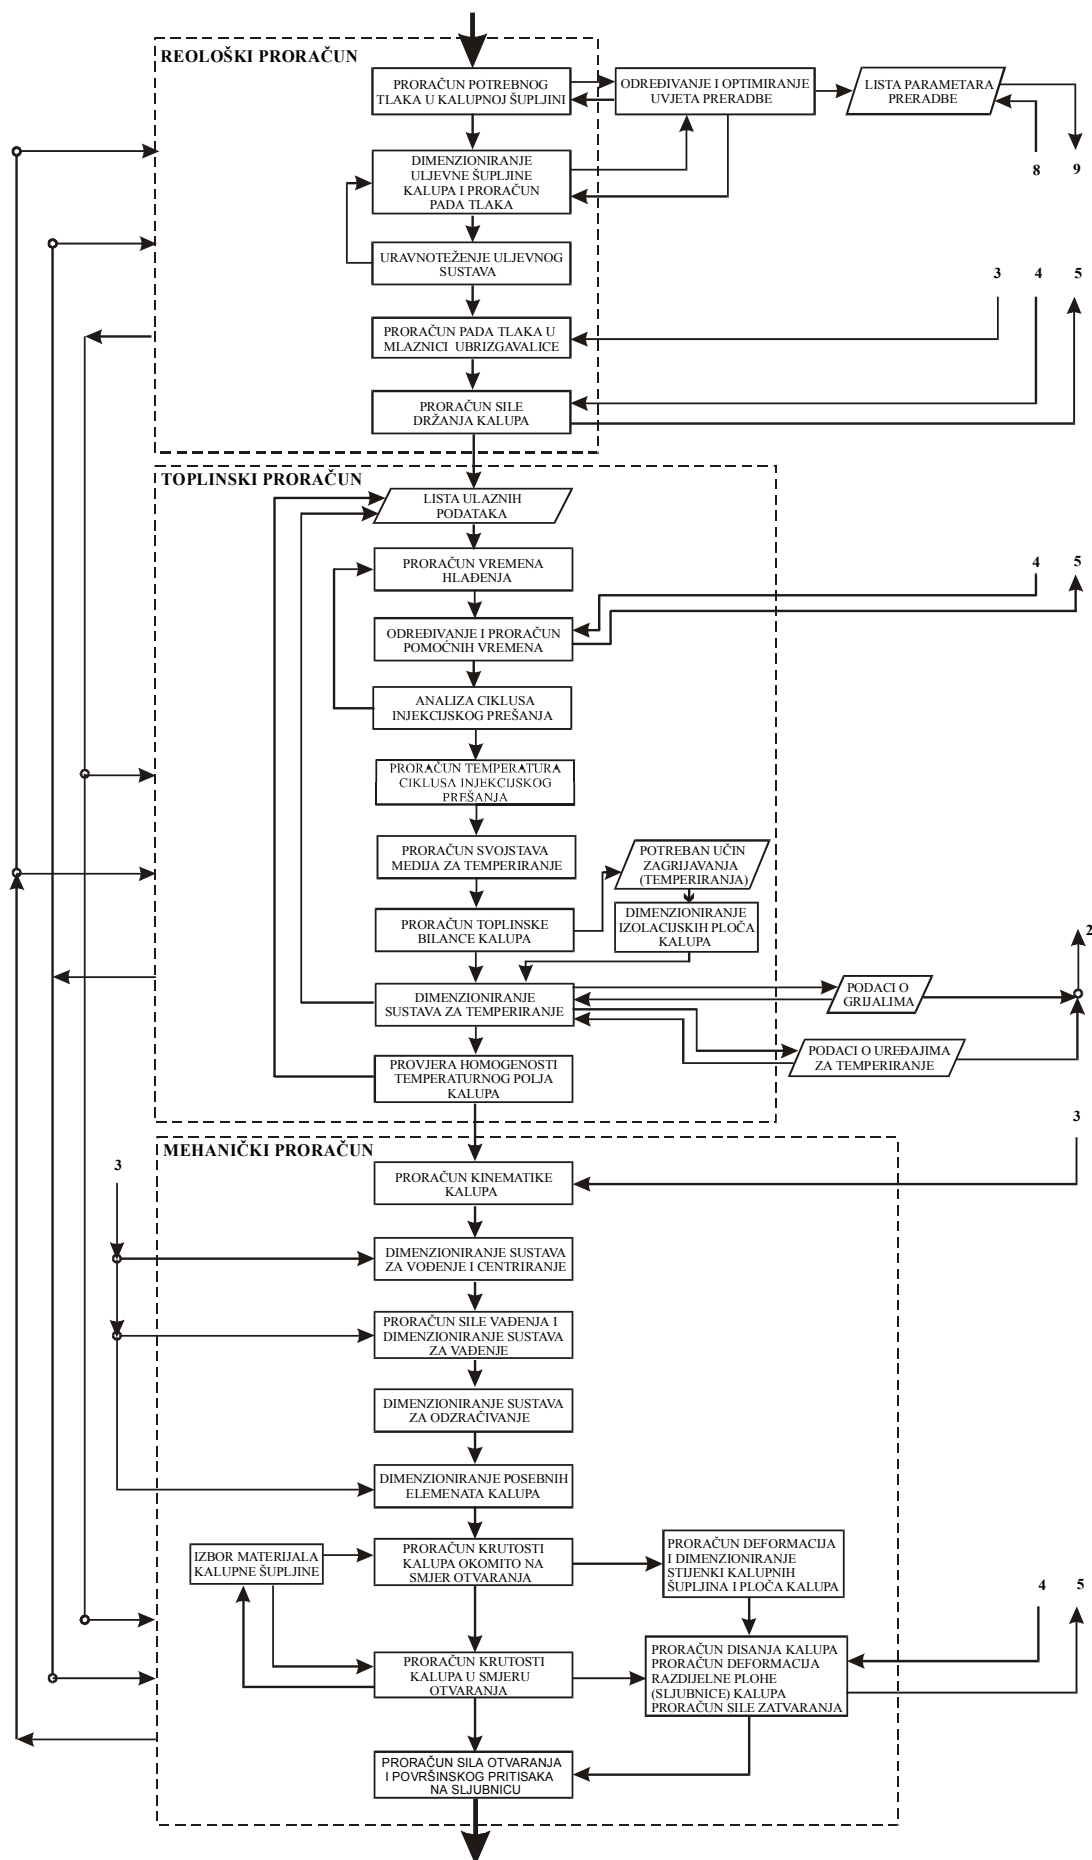 REOLOŠKI PRORAČUN
PRORAČUN POTREBNOG
TLAKA U KALUPNOJ ŠUPLJINI
ODREĐIVANJE I OPTIMIRANJE
UVJETA PRERADBE
LISTA PARAMETARA
PRERADBE
8
9
DIMENZIONIRANJE
ULJEVNE ŠUPLJINE
KALUPA I PRORAČUN
PADA TLAKA
URAVNOTEŽENJE ULJEVNOG
SUSTAVA
3
4
5
PRORAČUN PADA TLAKA U
MLAZNICI UBRIZGAVALICE
PRORAČUN SILE
DRŽANJA KALUPA
TOPLINSKI PRORAČUN
LISTA ULAZNIH
PODATAKA
PRORAČUN VREMENA
HLAĐENJA
4
5
ODREĐIVANJE I PRORAČUN
POMOĆNIH VREMENA
ANALIZA CIKLUSA
INJEKCIJSKOG PREŠANJA
PRORAČUN TEMPERATURA
CIKLUSA INJEKCIJSKOG
PREŠANJA
PRORAČUN SVOJSTAVA
MEDIJA ZA TEMPERIRANJE
POTREBAN UČIN
ZAGRIJAVANJA
(TEMPERIRANJA)
PRORAČUN TOPLINSKE
BILANCE KALUPA
DIMENZIONIRANJE
IZOLACIJSKIH PLOČA
KALUPA
2
DIMENZIONIRANJE
SUSTAVA ZA TEMPERIRANJE
PODACI O
GRIJALIMA
PODACI O UREĐAJIMA
ZA TEMPERIRANJE
PROVJERA HOMOGENOSTI
TEMPERATURNOG POLJA
KALUPA
3
MEHANIČKI PRORAČUN
3
PRORAČUN KINEMATIKE
KALUPA
DIMENZIONIRANJE SUSTAVA
ZA VOĐENJE I CENTRIRANJE
PRORAČUN SILE VAĐENJA I
DIMENZIONIRANJE SUSTAVA
ZA VAĐENJE
DIMENZIONIRANJE SUSTAVA
ZA ODZRAČIVANJE
DIMENZIONIRANJE POSEBNIH
ELEMENATA KALUPA
IZBOR MATERIJALA
KALUPNE ŠUPLJINE
PRORAČUN KRUTOSTI
KALUPA OKOMITO NA
SMJER OTVARANJA
PRORAČUN DEFORMACIJA
I DIMENZIONIRANJE
STIJENKI KALUPNIH
ŠUPLJINA I PLOČA KALUPA
4
5
PRORAČUN KRUTOSTI
KALUPA U SMJERU
OTVARANJA
PRORAČUN DISANJA KALUPA
PRORAČUN DEFORMACIJA
RAZDIJELNE PLOHE
(SLJUBNICE) KALUPA
PRORAČUN SILE ZATVARANJA
PRORAČUN SILA OTVARANJA
I POVRŠINSKOG PRITISAKA
NA SLJUBNICU